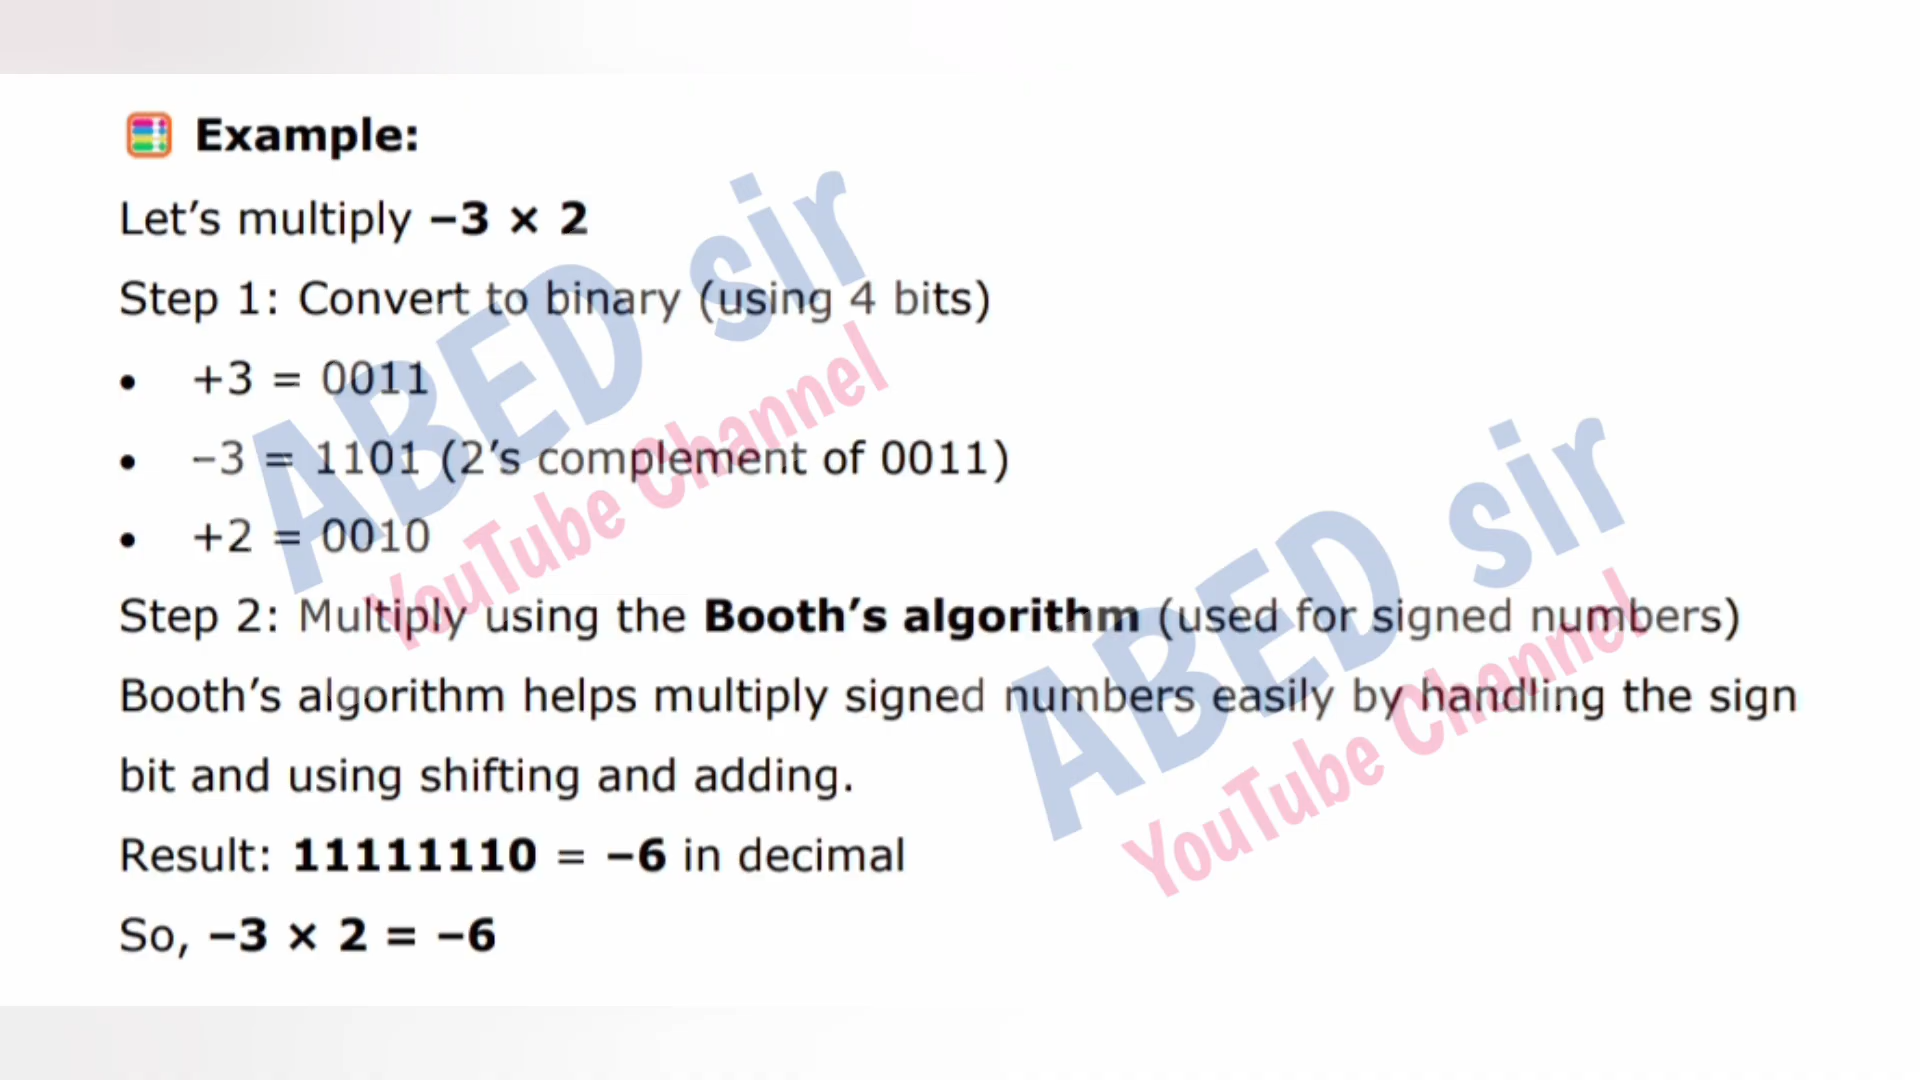 Example:
Let’s multiply –3 × 2
Step 1: Convert to binary (using 4 bits)
• +3 = 0011
• –3 = 1101 (2’s complement of 0011)
• +2 = 0010
Step 2: Multiply using the Booth’s algorithm (used for signed numbers)
Booth’s algorithm helps multiply signed numbers easily by handling the sign
bit and using shifting and adding.
Result: 11111110 = –6 in decimal
So, –3 × 2 = –6
ABED sir
YouTube Channel
ABED sir
YouTube Channel